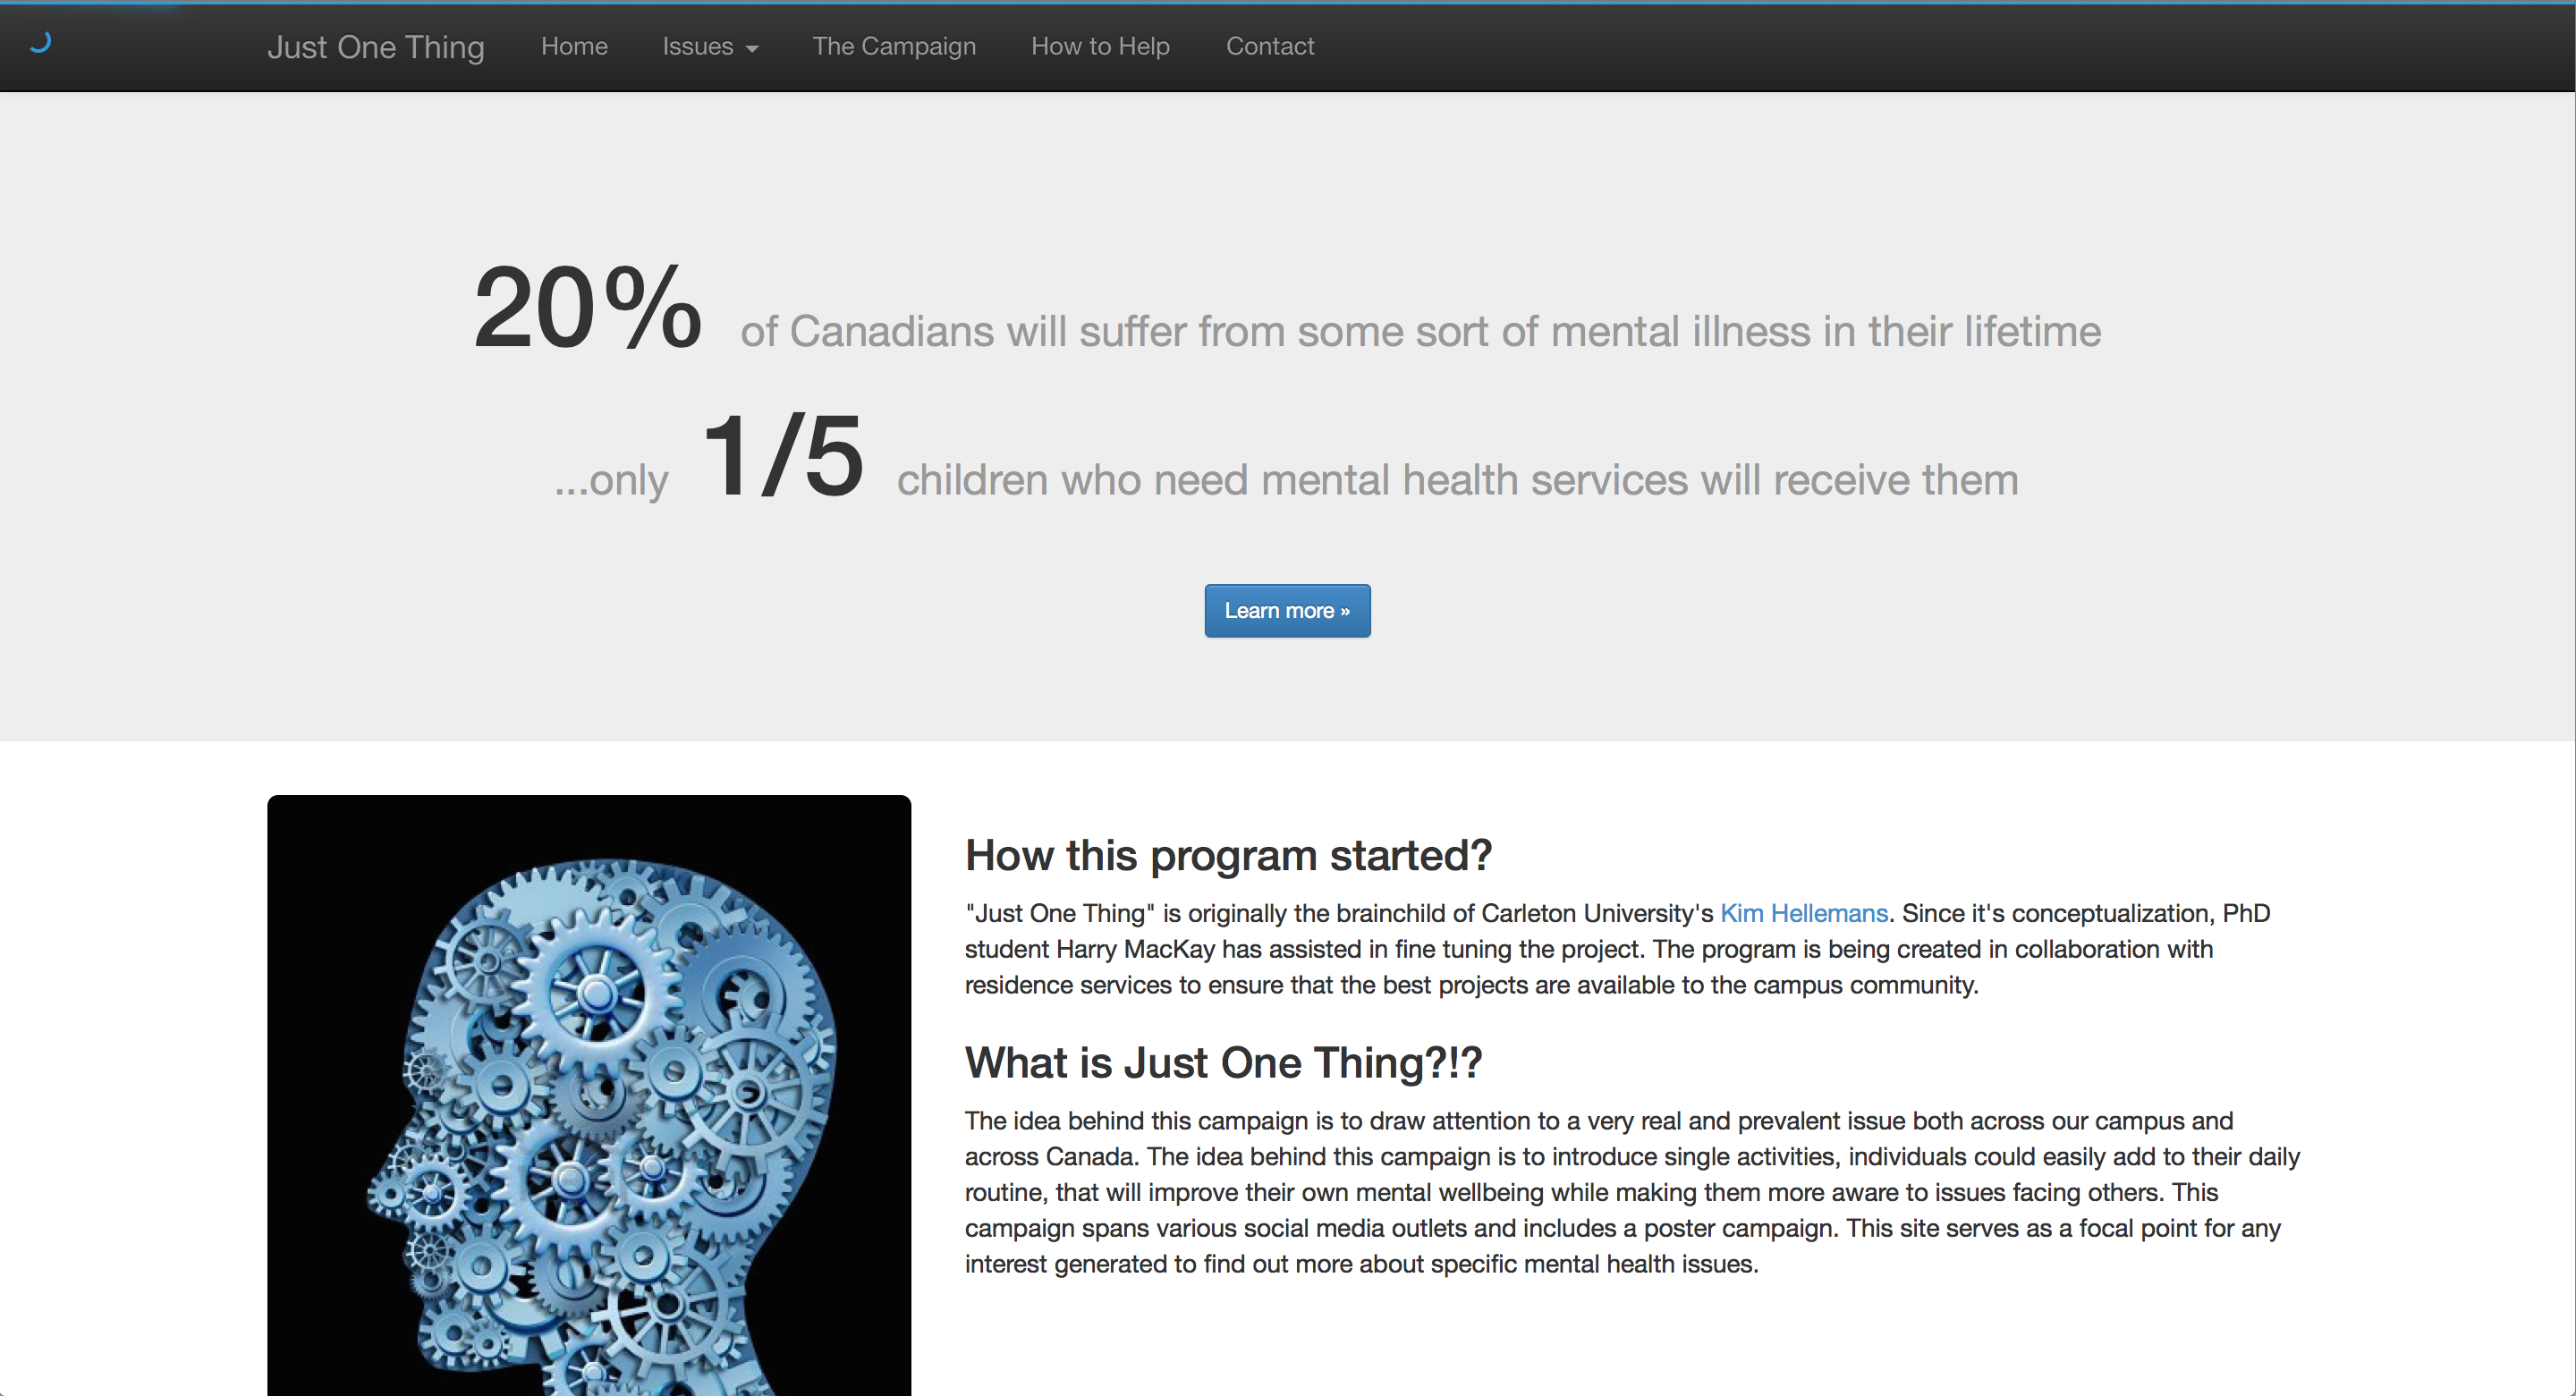 Just One Thing Home Issues The Campaign How to Help Contact
20% of Canadians will suffer from some sort of mental illness in their lifetime
...only 1/5 children who need mental health services will receive them
Learn more »
How this program started?
"Just One Thing" is originally the brainchild of Carleton University's Kim Hellemans. Since it's conceptualization, PhD
student Harry MacKay has assisted in fine tuning the project. The program is being created in collaboration with
residence services to ensure that the best projects are available to the campus community.
What is Just One Thing?!?
The idea behind this campaign is to draw attention to a very real and prevalent issue both across our campus and
across Canada. The idea behind this campaign is to introduce single activities, individuals could easily add to their daily
routine, that will improve their own mental wellbeing while making them more aware to issues facing others. This
campaign spans various social media outlets and includes a poster campaign. This site serves as a focal point for any
interest generated to find out more about specific mental health issues.